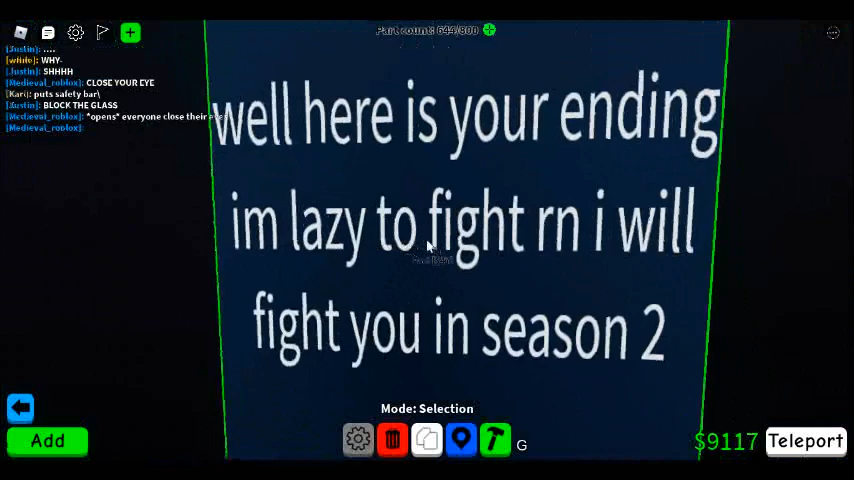 Part count: 644/800
[Justin]: ....
[white]: WHY-
[Justin]: SHHHH
[Medieval_roblox]: CLOSE YOUR EYE
[Karl]: puts safety bar\
[Justin]: BLOCK THE GLASS
[Medieval_roblox]: *opens* everyone close their eyes
[Medieval_roblox]:
well here is your ending
im lazy to fight rn i will
fight you in season 2
Mode: Selection
Add
G
$9117
Teleport